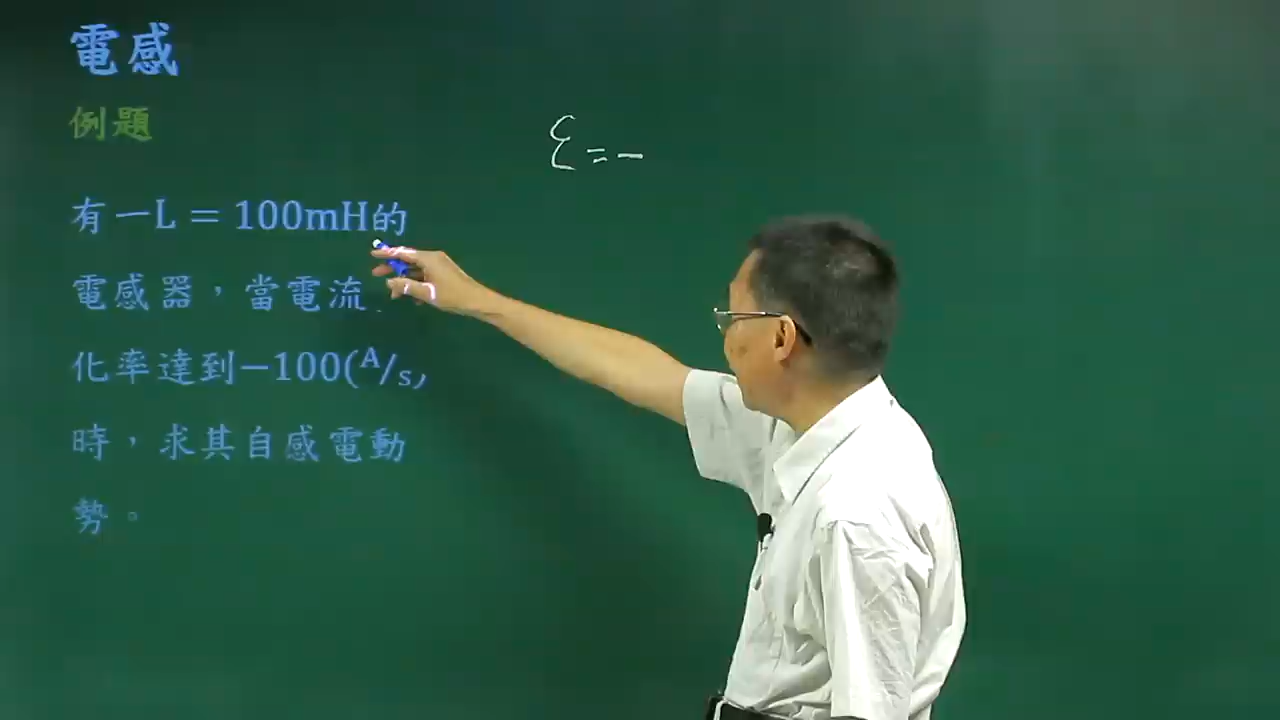 電感
例題
有一L = 100mH的
電感器，當電流
化率達到−100(A/s,
時，求其自感電動
勢。
ε = −